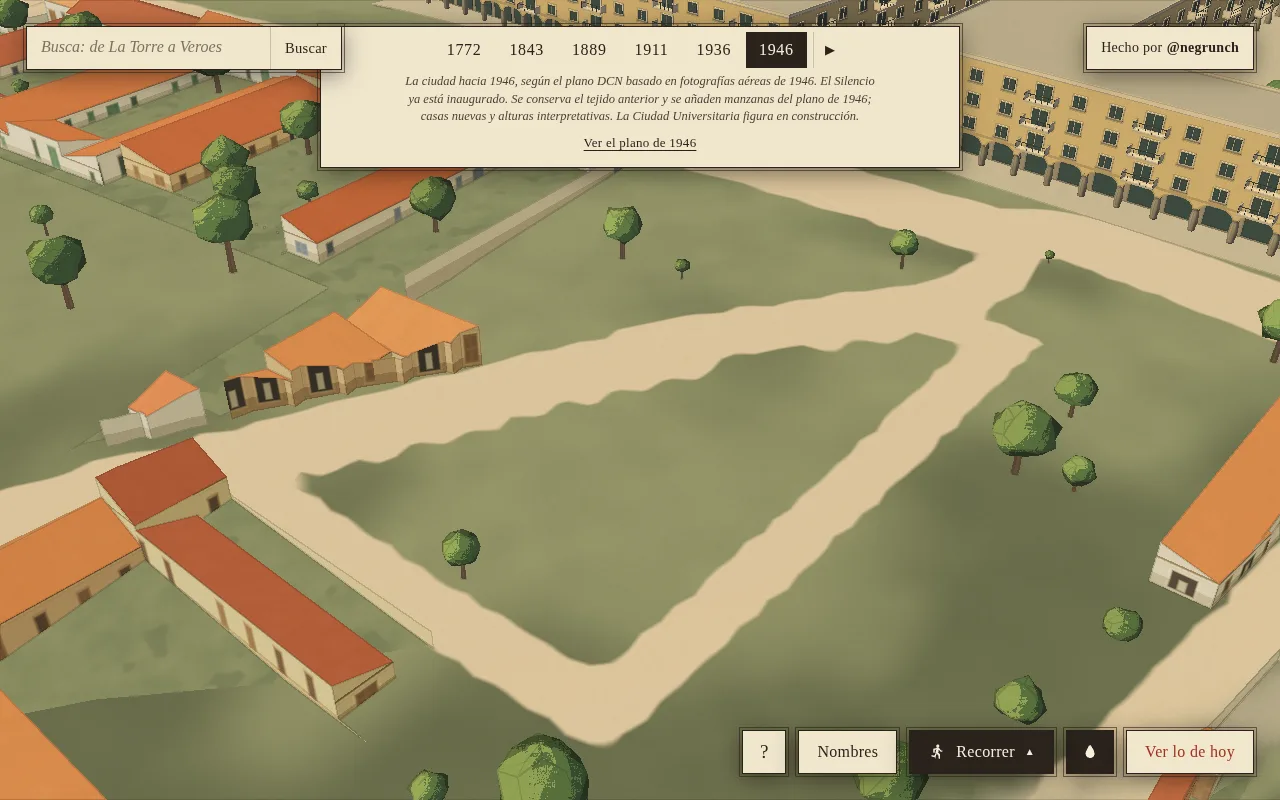 Busca: de La Torre a Veroes
Buscar
1772 1843 1889 1911 1936 1946 ▶
Hecho por @negrunch
La ciudad hacia 1946, según el plano DCN basado en fotografías aéreas de 1946. El Silencio
ya está inaugurado. Se conserva el tejido anterior y se añaden manzanas del plano de 1946;
casas nuevas y alturas interpretativas. La Ciudad Universitaria figura en construcción.
Ver el plano de 1946
? Nombres Recorrer ▲ Ver lo de hoy